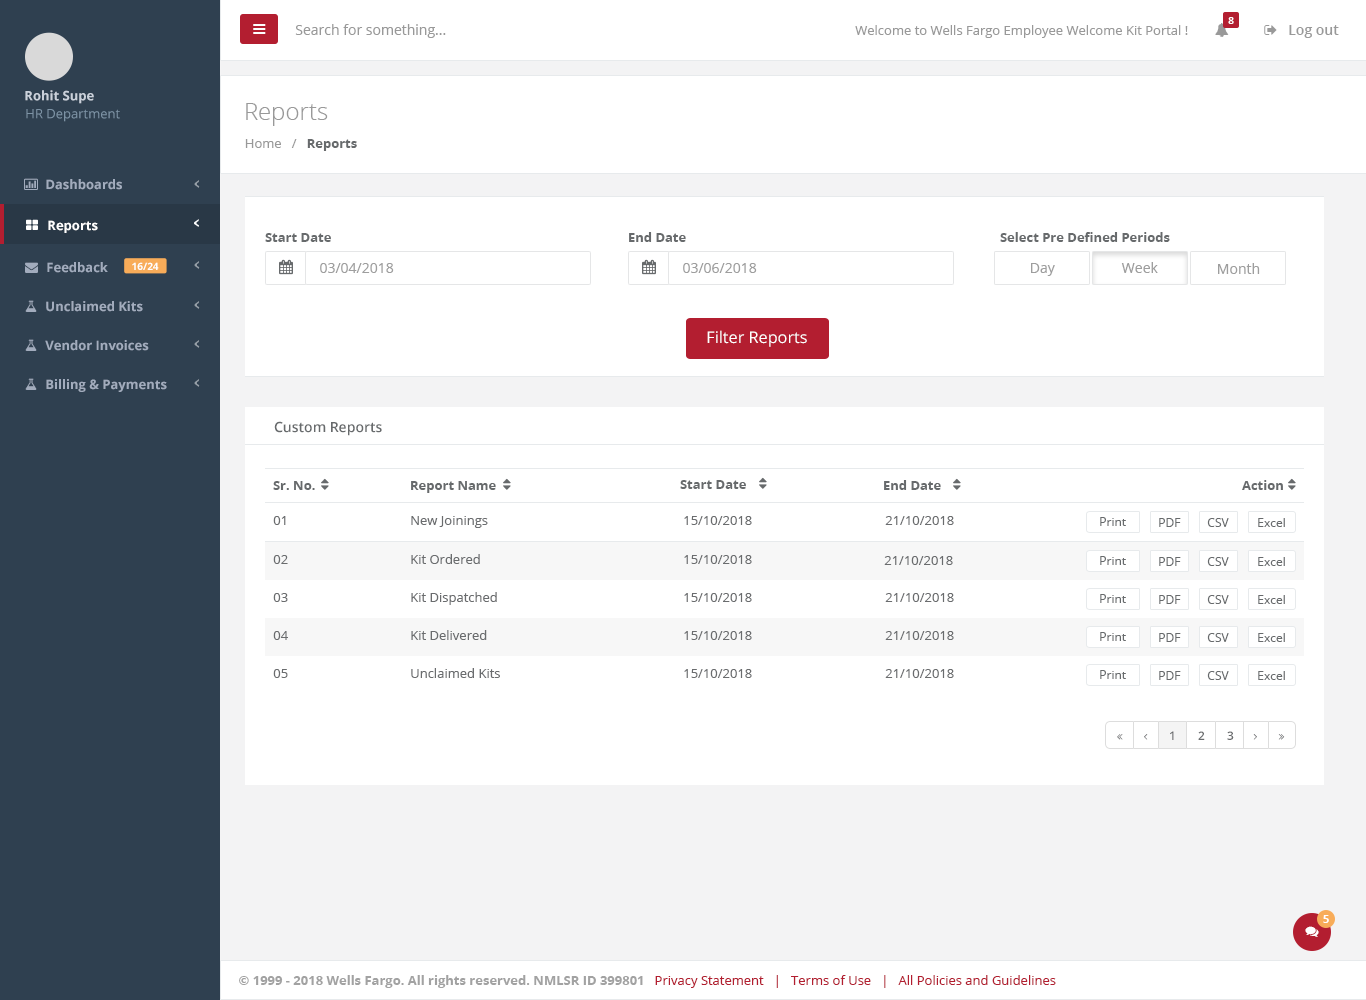 Rohit Supe
HR Department
Dashboards
Reports
Feedback 16/24
Unclaimed Kits
Vendor Invoices
Billing & Payments
Search for something...
Welcome to Wells Fargo Employee Welcome Kit Portal !
8
Log out
Reports
Home / Reports
Start Date End Date Select Pre Defined Periods
03/04/2018 03/06/2018 Day Week Month
Filter Reports
Custom Reports
Sr. No. Report Name Start Date End Date Action
01 New Joinings 15/10/2018 21/10/2018 Print PDF CSV Excel
02 Kit Ordered 15/10/2018 21/10/2018 Print PDF CSV Excel
03 Kit Dispatched 15/10/2018 21/10/2018 Print PDF CSV Excel
04 Kit Delivered 15/10/2018 21/10/2018 Print PDF CSV Excel
05 Unclaimed Kits 15/10/2018 21/10/2018 Print PDF CSV Excel
« ‹ 1 2 3 › »
5
© 1999 - 2018 Wells Fargo. All rights reserved. NMLSR ID 399801 Privacy Statement | Terms of Use | All Policies and Guidelines